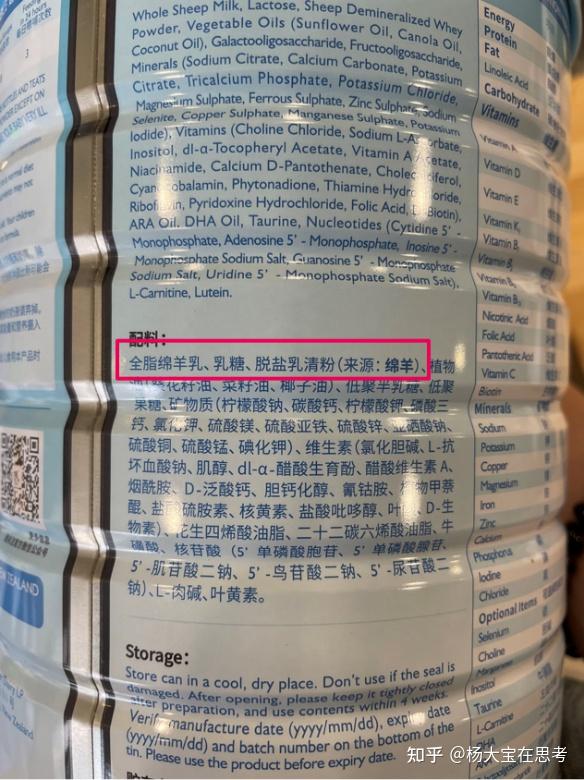 Whole Sheep Milk, Lactose, Sheep Demineralized Whey
Powder, Vegetable Oils (Sunflower Oil, Canola Oil,
Coconut Oil), Galactooligosaccharide, Fructooligosaccharide,
Minerals (Sodium Citrate, Calcium Carbonate, Potassium
Citrate, Tricalcium Phosphate, Potassium Chloride,
Magnesium Sulphate, Ferrous Sulphate, Zinc Sulphate, Sodium
Selenite, Copper Sulphate, Manganese Sulphate, Potassium
Iodide), Vitamins (Choline Chloride, Sodium L-Ascorbate,
Inositol, dl-α-Tocopheryl Acetate, Vitamin A Acetate,
Niacinamide, Calcium D-Pantothenate, Cholecalciferol,
Cyanocobalamin, Phytonadione, Thiamine Hydrochloride,
Riboflavin, Pyridoxine Hydrochloride, Folic Acid, D-Biotin),
ARA Oil, DHA Oil, Taurine, Nucleotides (Cytidine 5' -
Monophosphate, Adenosine 5' - Monophosphate, Inosine 5'-
Monophosphate Sodium Salt, Guanosine 5' - Monophosphate
Sodium Salt, Uridine 5' - Monophosphate Sodium Salt),
L-Carnitine, Lutein.
配料：
全脂绵羊乳、乳糖、脱盐乳清粉（来源：绵羊）、植物
油（葵花籽油、菜籽油、椰子油）、低聚半乳糖、低聚
果糖、矿物质（柠檬酸钠、碳酸钙、柠檬酸钾、磷酸三
钙、氯化钾、硫酸镁、硫酸亚铁、硫酸锌、亚硒酸钠、
硫酸铜、硫酸锰、碘化钾）、维生素（氯化胆碱、L-抗
坏血酸钠、肌醇、dl-α-醋酸生育酚、醋酸维生素 A、
烟酰胺、D-泛酸钙、胆钙化醇、氰钴胺、植物甲萘
醌、盐酸硫胺素、核黄素、盐酸吡哆醇、叶酸、D-生
物素）、花生四烯酸油脂、二十二碳六烯酸油脂、牛
磺酸、核苷酸（5' 单磷酸胞苷、5' 单磷酸腺苷、
5' -肌苷酸二钠、5' -鸟苷酸二钠、5' -尿苷酸二
钠）、L-肉碱、叶黄素。
Storage:
Store can in a cool, dry place. Don't use if the seal is
damaged. After opening, please keep it tightly closed
after preparation, and use contents within 4 weeks.
Verify manufacture date (yyyy/mm/dd), expiry date
(yyyy/mm/dd) and batch number on the bottom of the
tin. Please use the product before expiry date.
Energy
Protein
Fat
Linoleic Acid
Carbohydrate
Vitamins
Vitamin A
Vitamin D
Vitamin E
Vitamin K₁
Vitamin B₁
Vitamin B₂
Vitamin B₆
Vitamin B₁₂
Nicotinic Acid
Folic Acid
Pantothenic Acid
Vitamin C
Biotin
Minerals
Sodium
Potassium
Copper
Magnesium
Iron
Zinc
Calcium
Phosphorus
Iodine
Chloride
Optional Items
Selenium
Choline
Manganese
Inositol
Taurine
L-Carnitine
DHA
ZEALAND
知乎 @杨大宝在思考